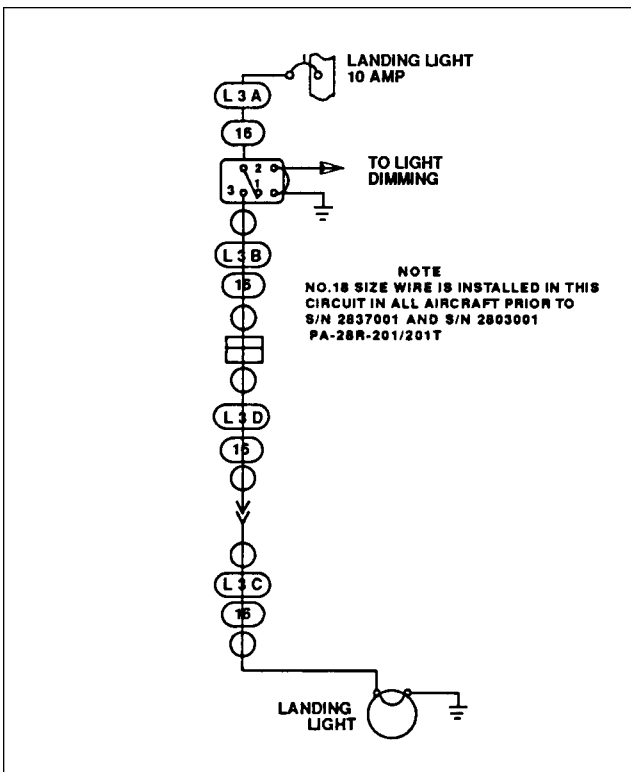 LANDING LIGHT
10 AMP
L 3 A
16
2
TO LIGHT
DIMMING
3
1
L 3 B
16
NOTE
NO.18 SIZE WIRE IS INSTALLED IN THIS
CIRCUIT IN ALL AIRCRAFT PRIOR TO
S/N 2837001 AND S/N 2803001
PA-28R-201/201T
L 3 D
16
L 3 C
16
LANDING
LIGHT